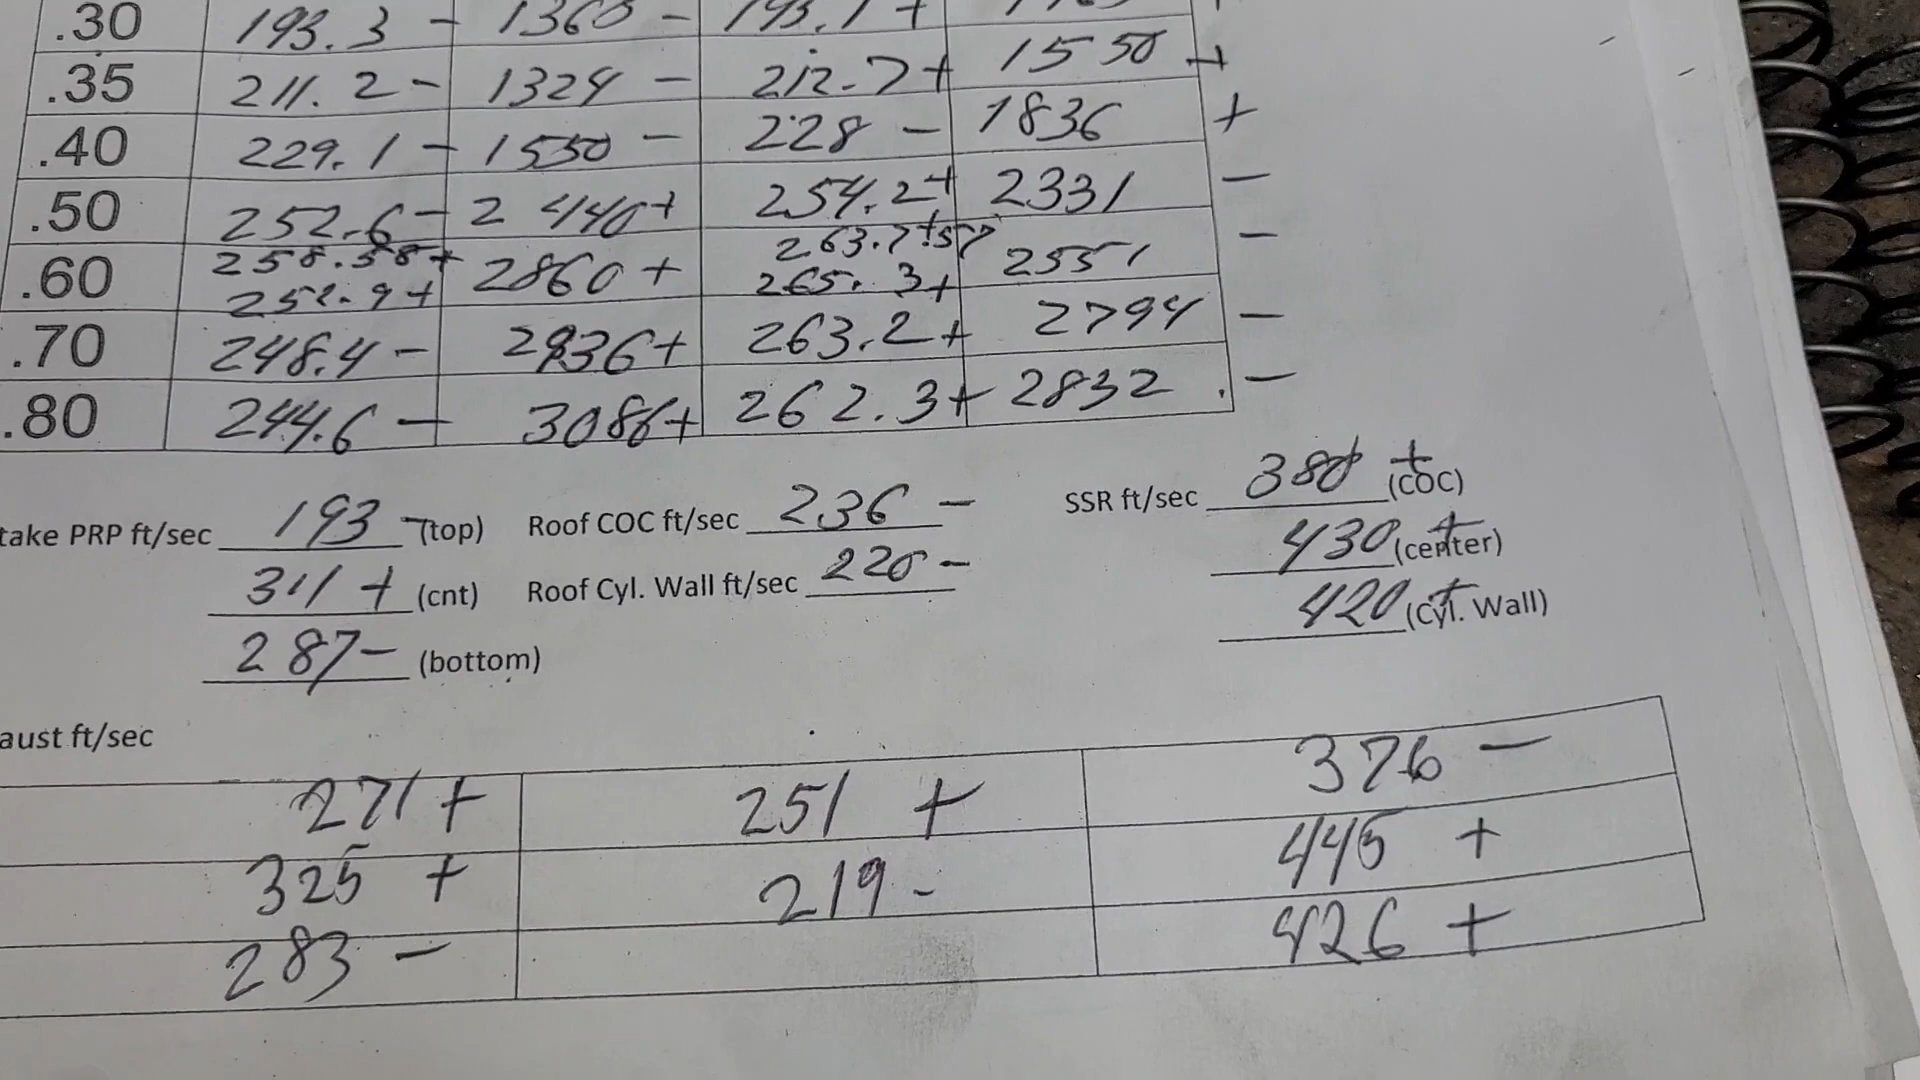 .30 193.3 - 1360 - 193.1 +
.35 211.2 - 1324 - 212.7+ 1550 +
.40 229.1 - 1550 - 228 - 1836 +
.50 252.6 - 2440+ 254.2+ 2331 -
258.58+ 263.7+
.60 2860 + 2551 -
252.9+ 265.3+
.70 248.4 - 2936+ 263.2+ 2794 -
.80 244.6 - 3086+ 262.3+ 2832 . -
take PRP ft/sec 193 - (top) Roof COC ft/sec 236 - SSR ft/sec 380 + (COC)
311 + (cnt) Roof Cyl. Wall ft/sec 220 - 430 + (center)
287- (bottom) 420 + (Cyl. Wall)
aust ft/sec
271+ 251 + 376 -
325 + 219 - 445 +
283 - 426 +